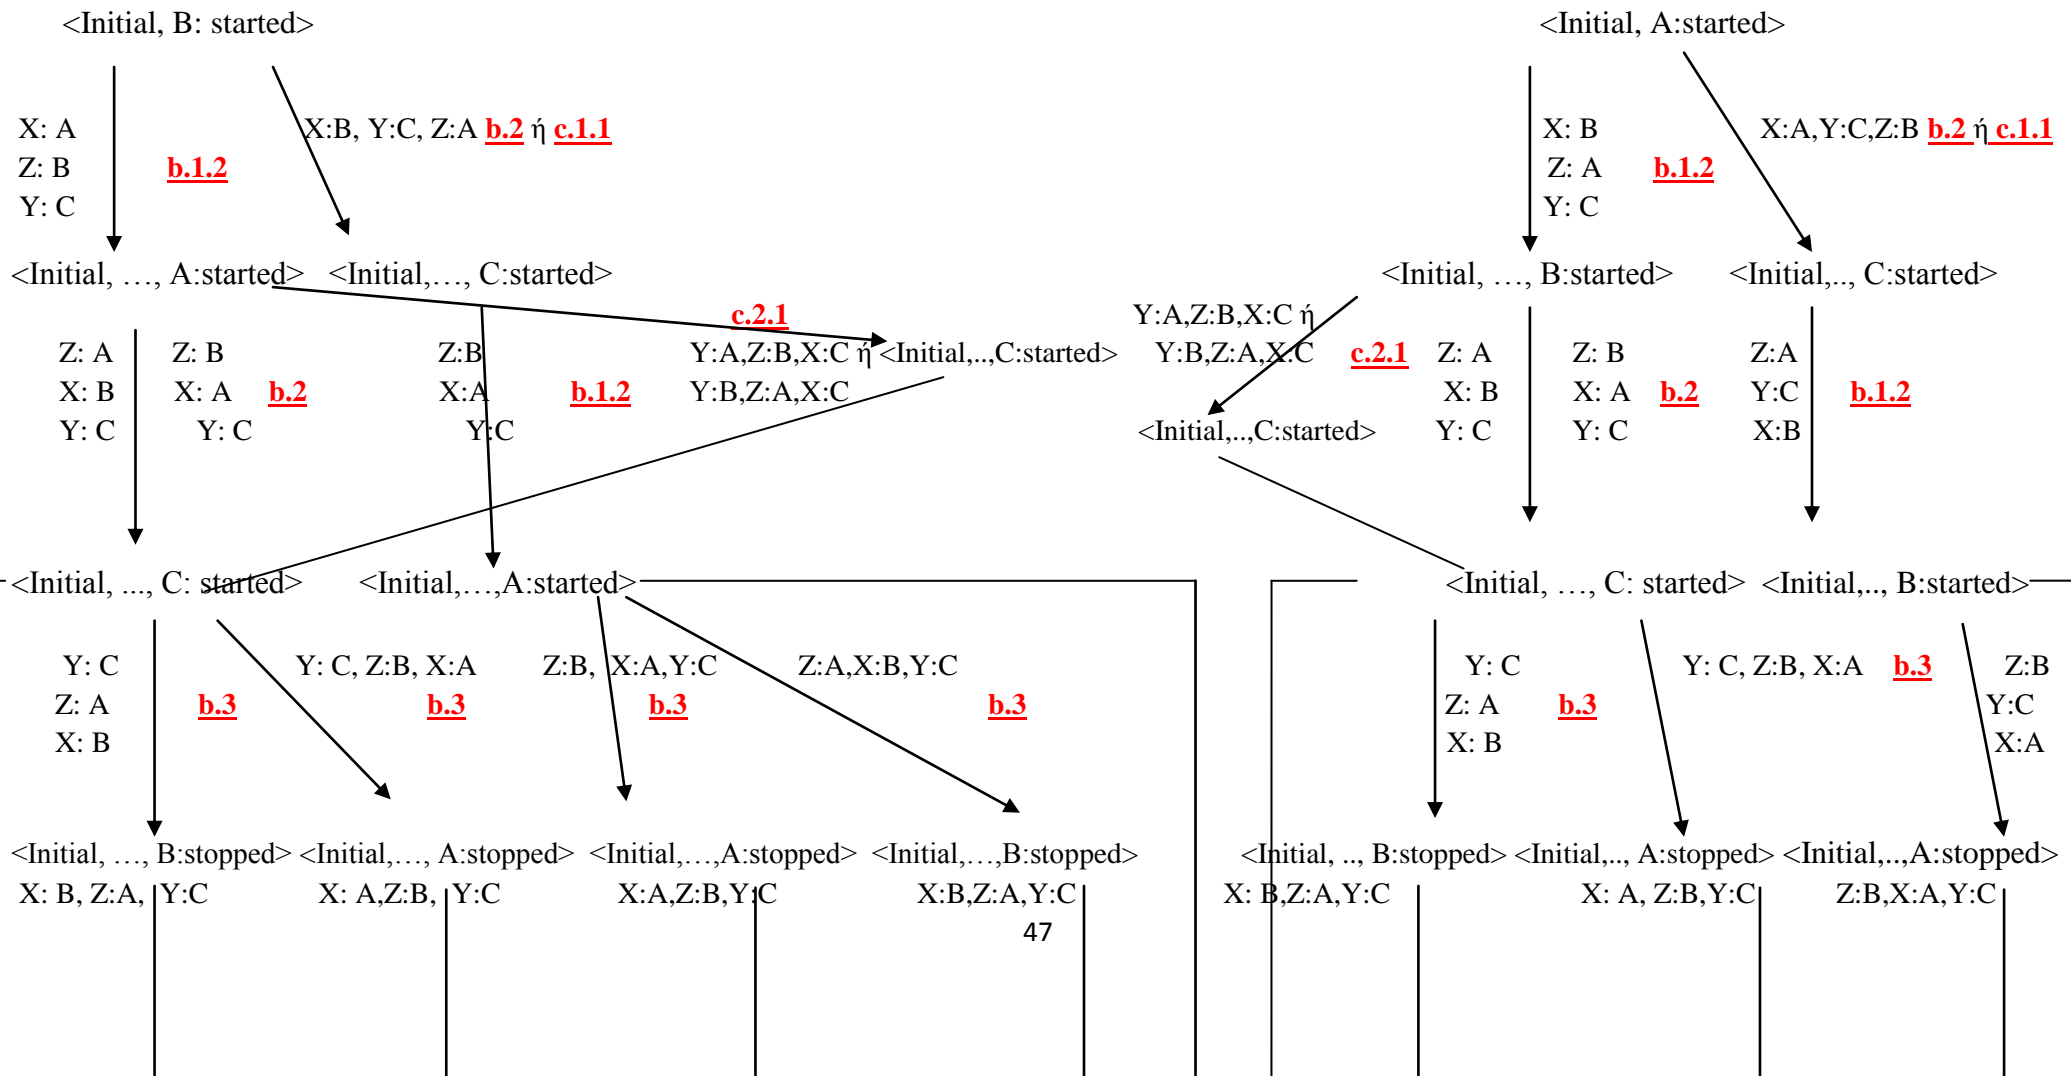 <Initial, B: started> <Initial, A:started>
X: A X:B, Y:C, Z:A b.2 ή c.1.1 X: B X:A,Y:C,Z:B b.2 ή c.1.1
Z: B b.1.2 Z: A b.1.2
Y: C Y: C
<Initial, …, A:started> <Initial,…, C:started> <Initial, …, B:started> <Initial,.., C:started>
c.2.1 Y:A,Z:B,X:C ή
Z: A Z: B Z:B Y:A,Z:B,X:C ή <Initial,..,C:started> Y:B,Z:A,X:C c.2.1 Z: A Z: B Z:A
X: B X: A b.2 X:A b.1.2 Y:B,Z:A,X:C X: B X: A b.2 Y:C b.1.2
Y: C Y: C Y:C <Initial,..,C:started> Y: C Y: C X:B
<Initial, ..., C: started> <Initial,…,A:started> <Initial, …, C: started> <Initial,.., B:started>
Y: C Y: C, Z:B, X:A Z:B, X:A,Y:C Z:A,X:B,Y:C Y: C Y: C, Z:B, X:A b.3 Z:B
Z: A b.3 b.3 b.3 b.3 Z: A b.3 Y:C
X: B X: B X:A
<Initial, …, B:stopped> <Initial,…, A:stopped> <Initial,…,A:stopped> <Initial,…,B:stopped> <Initial, .., B:stopped> <Initial,.., A:stopped> <Initial,..,A:stopped>
X: B, Z:A, Y:C X: A,Z:B, Y:C X:A,Z:B,Y:C X:B,Z:A,Y:C X: B,Z:A,Y:C X: A, Z:B,Y:C Z:B,X:A,Y:C
47